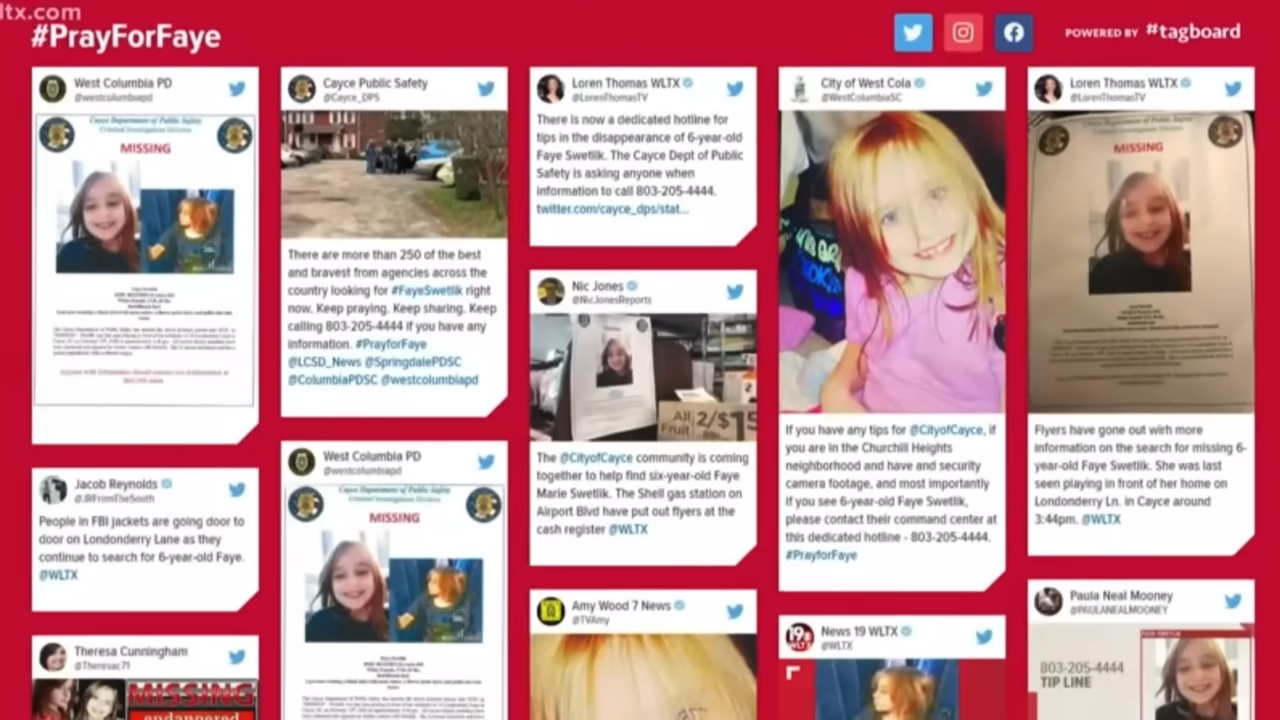 ltx.com
#PrayForFaye
POWERED BY #tagboard
West Columbia PD
@westcolumbiapd
Cayce Department of Public Safety
Criminal Investigation Division
MISSING
Jacob Reynolds
@JRFromTheSouth
People in FBI jackets are going door to
door on Londonderry Lane as they
continue to search for 6-year-old Faye.
@WLTX
Theresa Cunningham
@Theresac71
MISSING
endangered
Cayce Public Safety
@Cayce_DPS
There are more than 250 of the best
and bravest from agencies across the
country looking for #FayeSwetlik right
now. Keep praying. Keep sharing. Keep
calling 803-205-4444 if you have any
information. #PrayforFaye
@LCSD_News @SpringdalePDSC
@ColumbiaPDSC @westcolumbiapd
West Columbia PD
@westcolumbiapd
Cayce Department of Public Safety
Criminal Investigation Division
MISSING
Loren Thomas WLTX
@LorenThomasTV
There is now a dedicated hotline for
tips in the disappearance of 6-year-old
Faye Swetlik. The Cayce Dept of Public
Safety is asking anyone when
information to call 803-205-4444.
twitter.com/cayce_dps/stat...
Nic Jones
@NicJonesReports
All
Fruit
2/$15
The @CityofCayce community is coming
together to help find six-year-old Faye
Marie Swetlik. The Shell gas station on
Airport Blvd have put out flyers at the
cash register @WLTX
Amy Wood 7 News
@TVAmy
City of West Cola
@WestColumbiaSC
If you have any tips for @CityofCayce, if
you are in the Churchill Heights
neighborhood and have and security
camera footage, and most importantly
if you see 6-year-old Faye Swetlik,
please contact their command center at
this dedicated hotline - 803-205-4444.
#PrayforFaye
News 19 WLTX
@WLTX
Loren Thomas WLTX
@LorenThomasTV
MISSING
Flyers have gone out wirh more
information on the search for missing 6-
year-old Faye Swetlik. She was last
seen playing in front of her home on
Londonderry Ln. in Cayce around
3:44pm. @WLTX
Paula Neal Mooney
@PAULANEALMOONEY
803-205-4444
TIP LINE